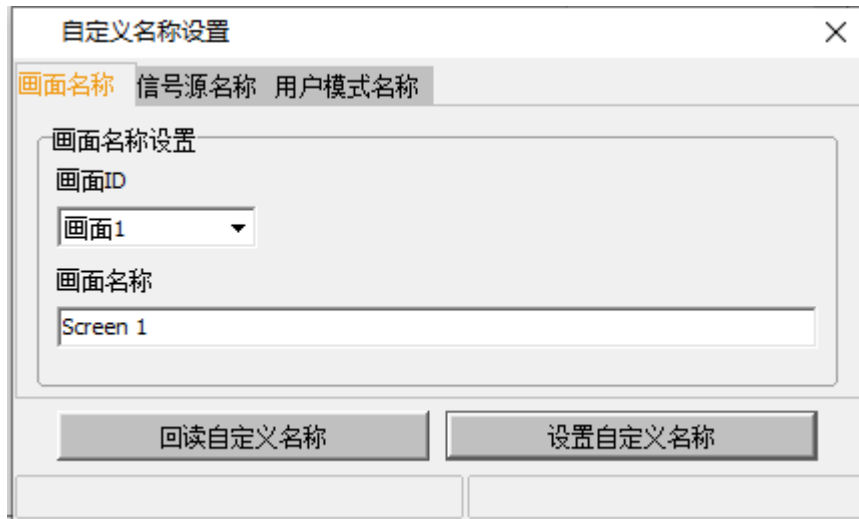 自定义名称设置
画面名称 信号源名称 用户模式名称
画面名称设置
画面ID
画面1
画面名称
Screen 1
回读自定义名称 设置自定义名称